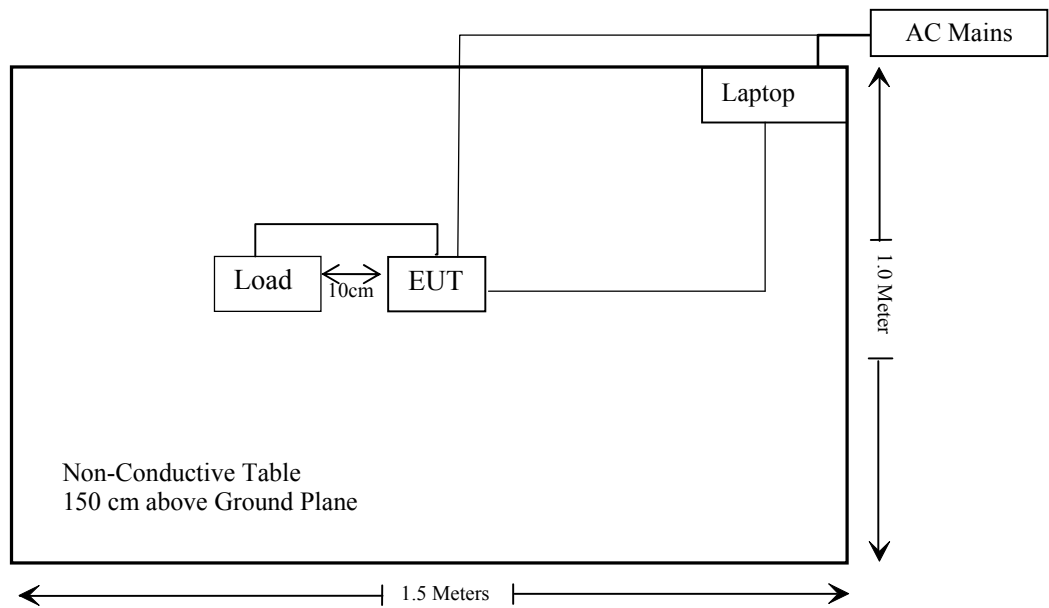 AC Mains
Laptop
Load
10cm
EUT
1.0 Meter
Non-Conductive Table
150 cm above Ground Plane
1.5 Meters